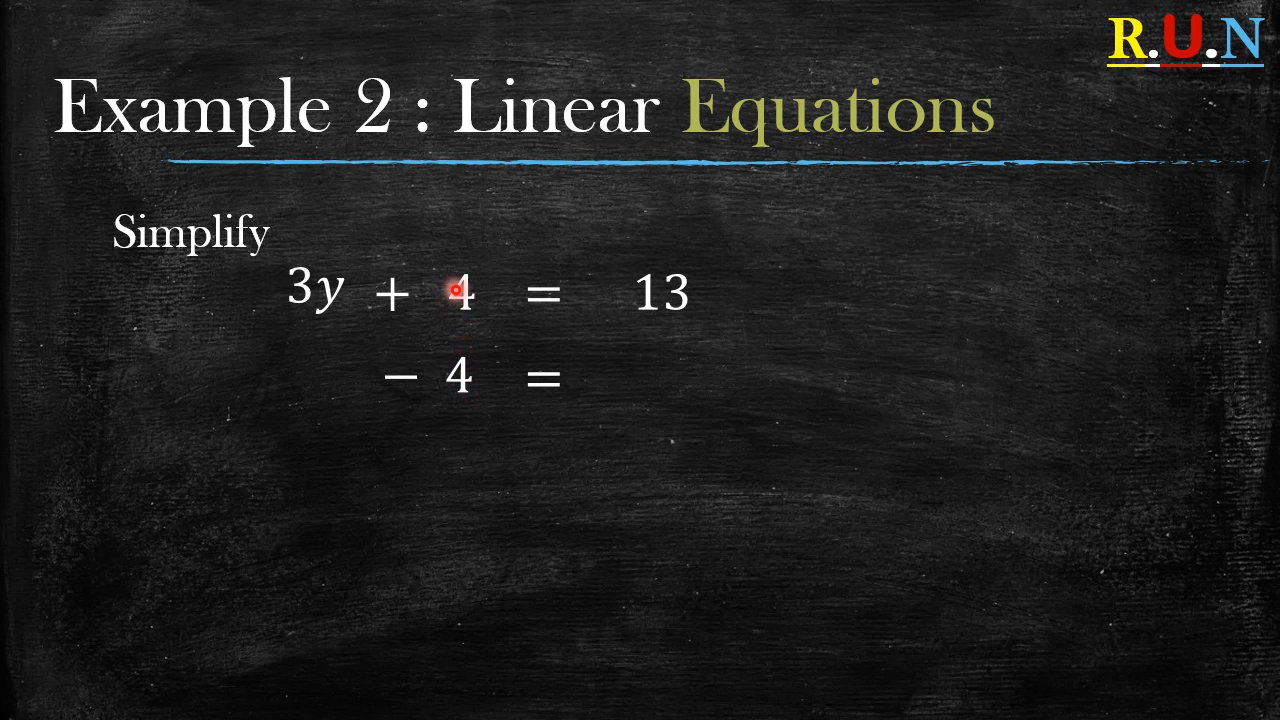 R.U.N
Example 2 : Linear Equations
Simplify
3y + 4 = 13
− 4 =